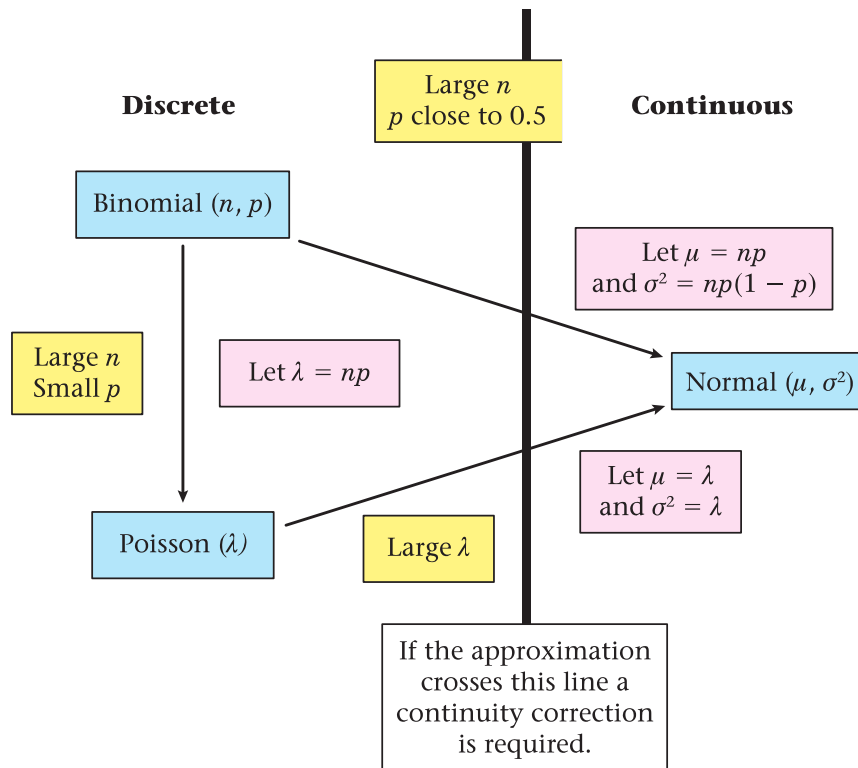 Large n
p close to 0.5
Discrete
Continuous
Binomial (n, p)
Let μ = np
and σ² = np(1 − p)
Large n
Small p
Let λ = np
Normal (μ, σ²)
Let μ = λ
and σ² = λ
Poisson (λ)
Large λ
If the approximation
crosses this line a
continuity correction
is required.